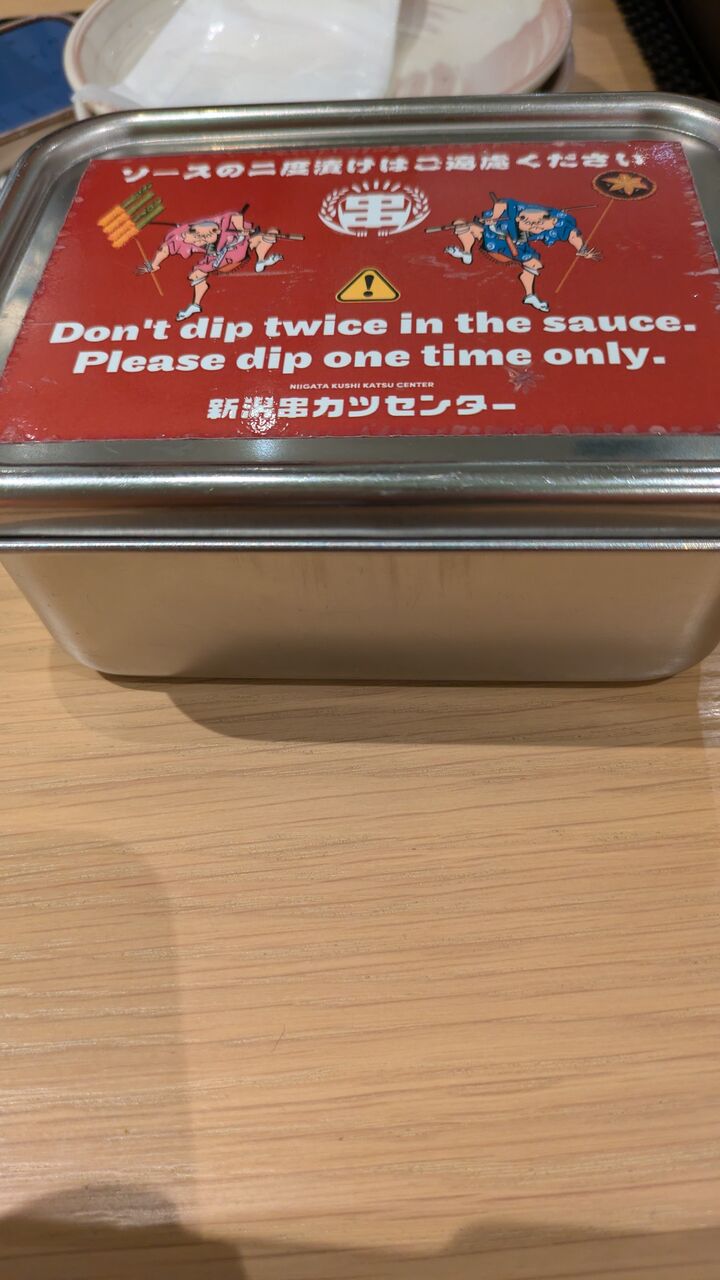 ソースの二度漬けはご遠慮ください
串
Don't dip twice in the sauce.
Please dip one time only.
NIIGATA KUSHI KATSU CENTER
新潟串カツセンター